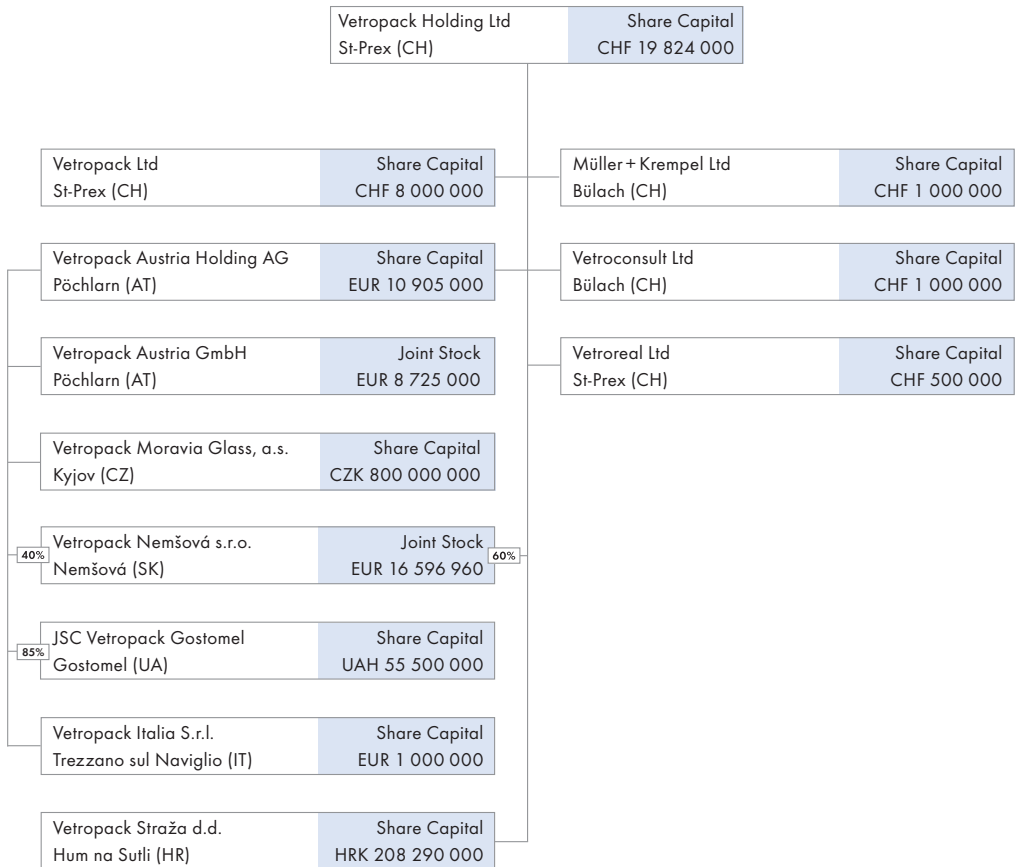 Vetropack Holding Ltd Share Capital
St-Prex (CH) CHF 19 824 000
Vetropack Ltd Share Capital
St-Prex (CH) CHF 8 000 000
Müller + Krempel Ltd Share Capital
Bülach (CH) CHF 1 000 000
Vetropack Austria Holding AG Share Capital
Pöchlarn (AT) EUR 10 905 000
Vetroconsult Ltd Share Capital
Bülach (CH) CHF 1 000 000
Vetropack Austria GmbH Joint Stock
Pöchlarn (AT) EUR 8 725 000
Vetroreal Ltd Share Capital
St-Prex (CH) CHF 500 000
Vetropack Moravia Glass, a.s. Share Capital
Kyjov (CZ) CZK 800 000 000
40%
Vetropack Nemšová s.r.o. Joint Stock
Nemšová (SK) EUR 16 596 960
60%
85%
JSC Vetropack Gostomel Share Capital
Gostomel (UA) UAH 55 500 000
Vetropack Italia S.r.l. Share Capital
Trezzano sul Naviglio (IT) EUR 1 000 000
Vetropack Straža d.d. Share Capital
Hum na Sutli (HR) HRK 208 290 000